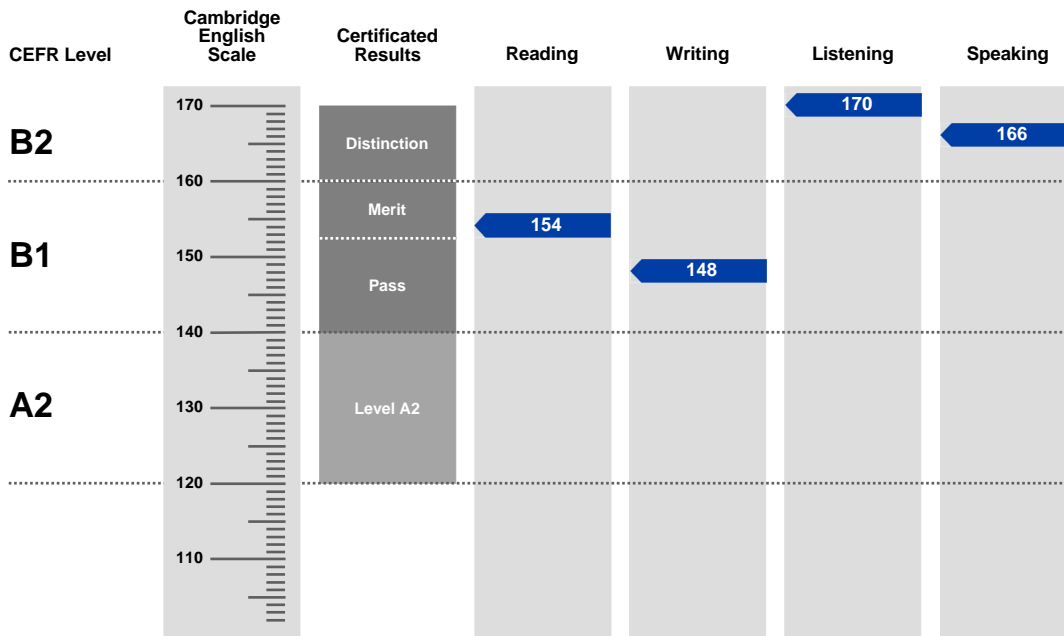 CEFR Level
Cambridge
English
Scale
Certificated
Results
Reading
Writing
Listening
Speaking
170
170
166
B2
Distinction
160
Merit
154
B1
150
148
Pass
140
A2
130
Level A2
120
110